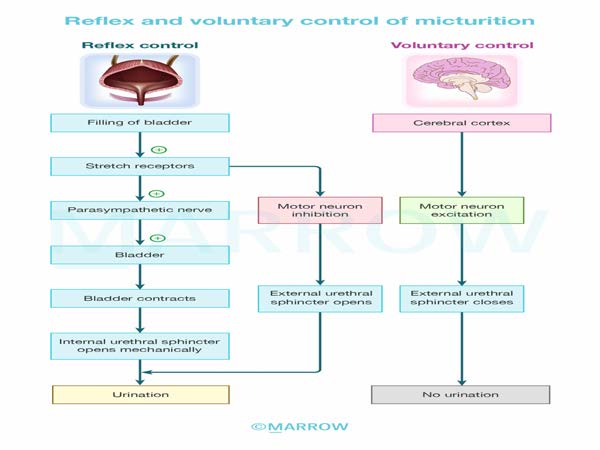 Reflex and voluntary control of micturition
Reflex control
Voluntary control
Filling of bladder
Cerebral cortex
Stretch receptors
Parasympathetic nerve
Motor neuron
inhibition
Motor neuron
excitation
MARROW
Bladder
Bladder contracts
External urethral
sphincter opens
External urethral
sphincter closes
Internal urethral sphincter
opens mechanically
Urination
No urination
©MARROW